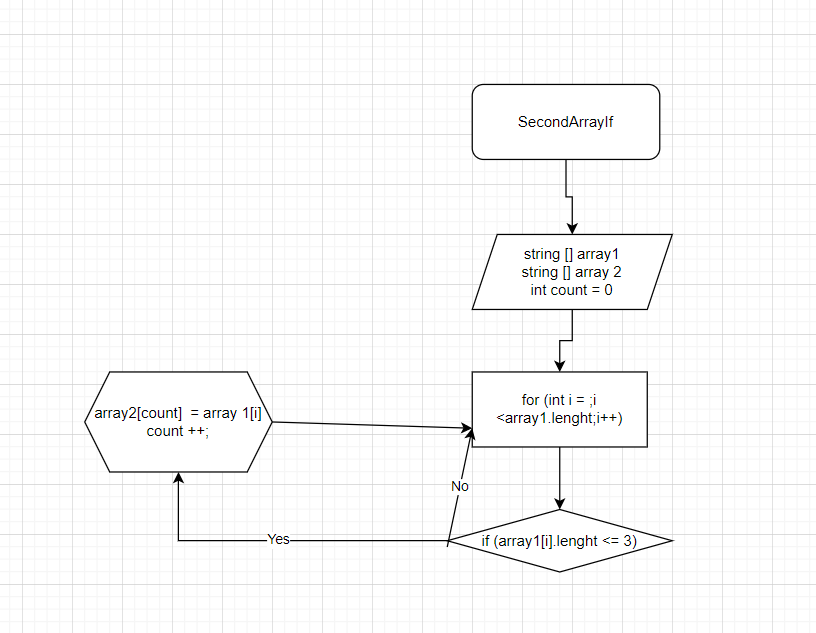 SecondArrayIf
string [] array1
string [] array 2
int count = 0
for (int i = ;i
<array1.lenght;i++)
array2[count]  = array 1[i]
count ++;
No
Yes
if (array1[i].lenght <= 3)